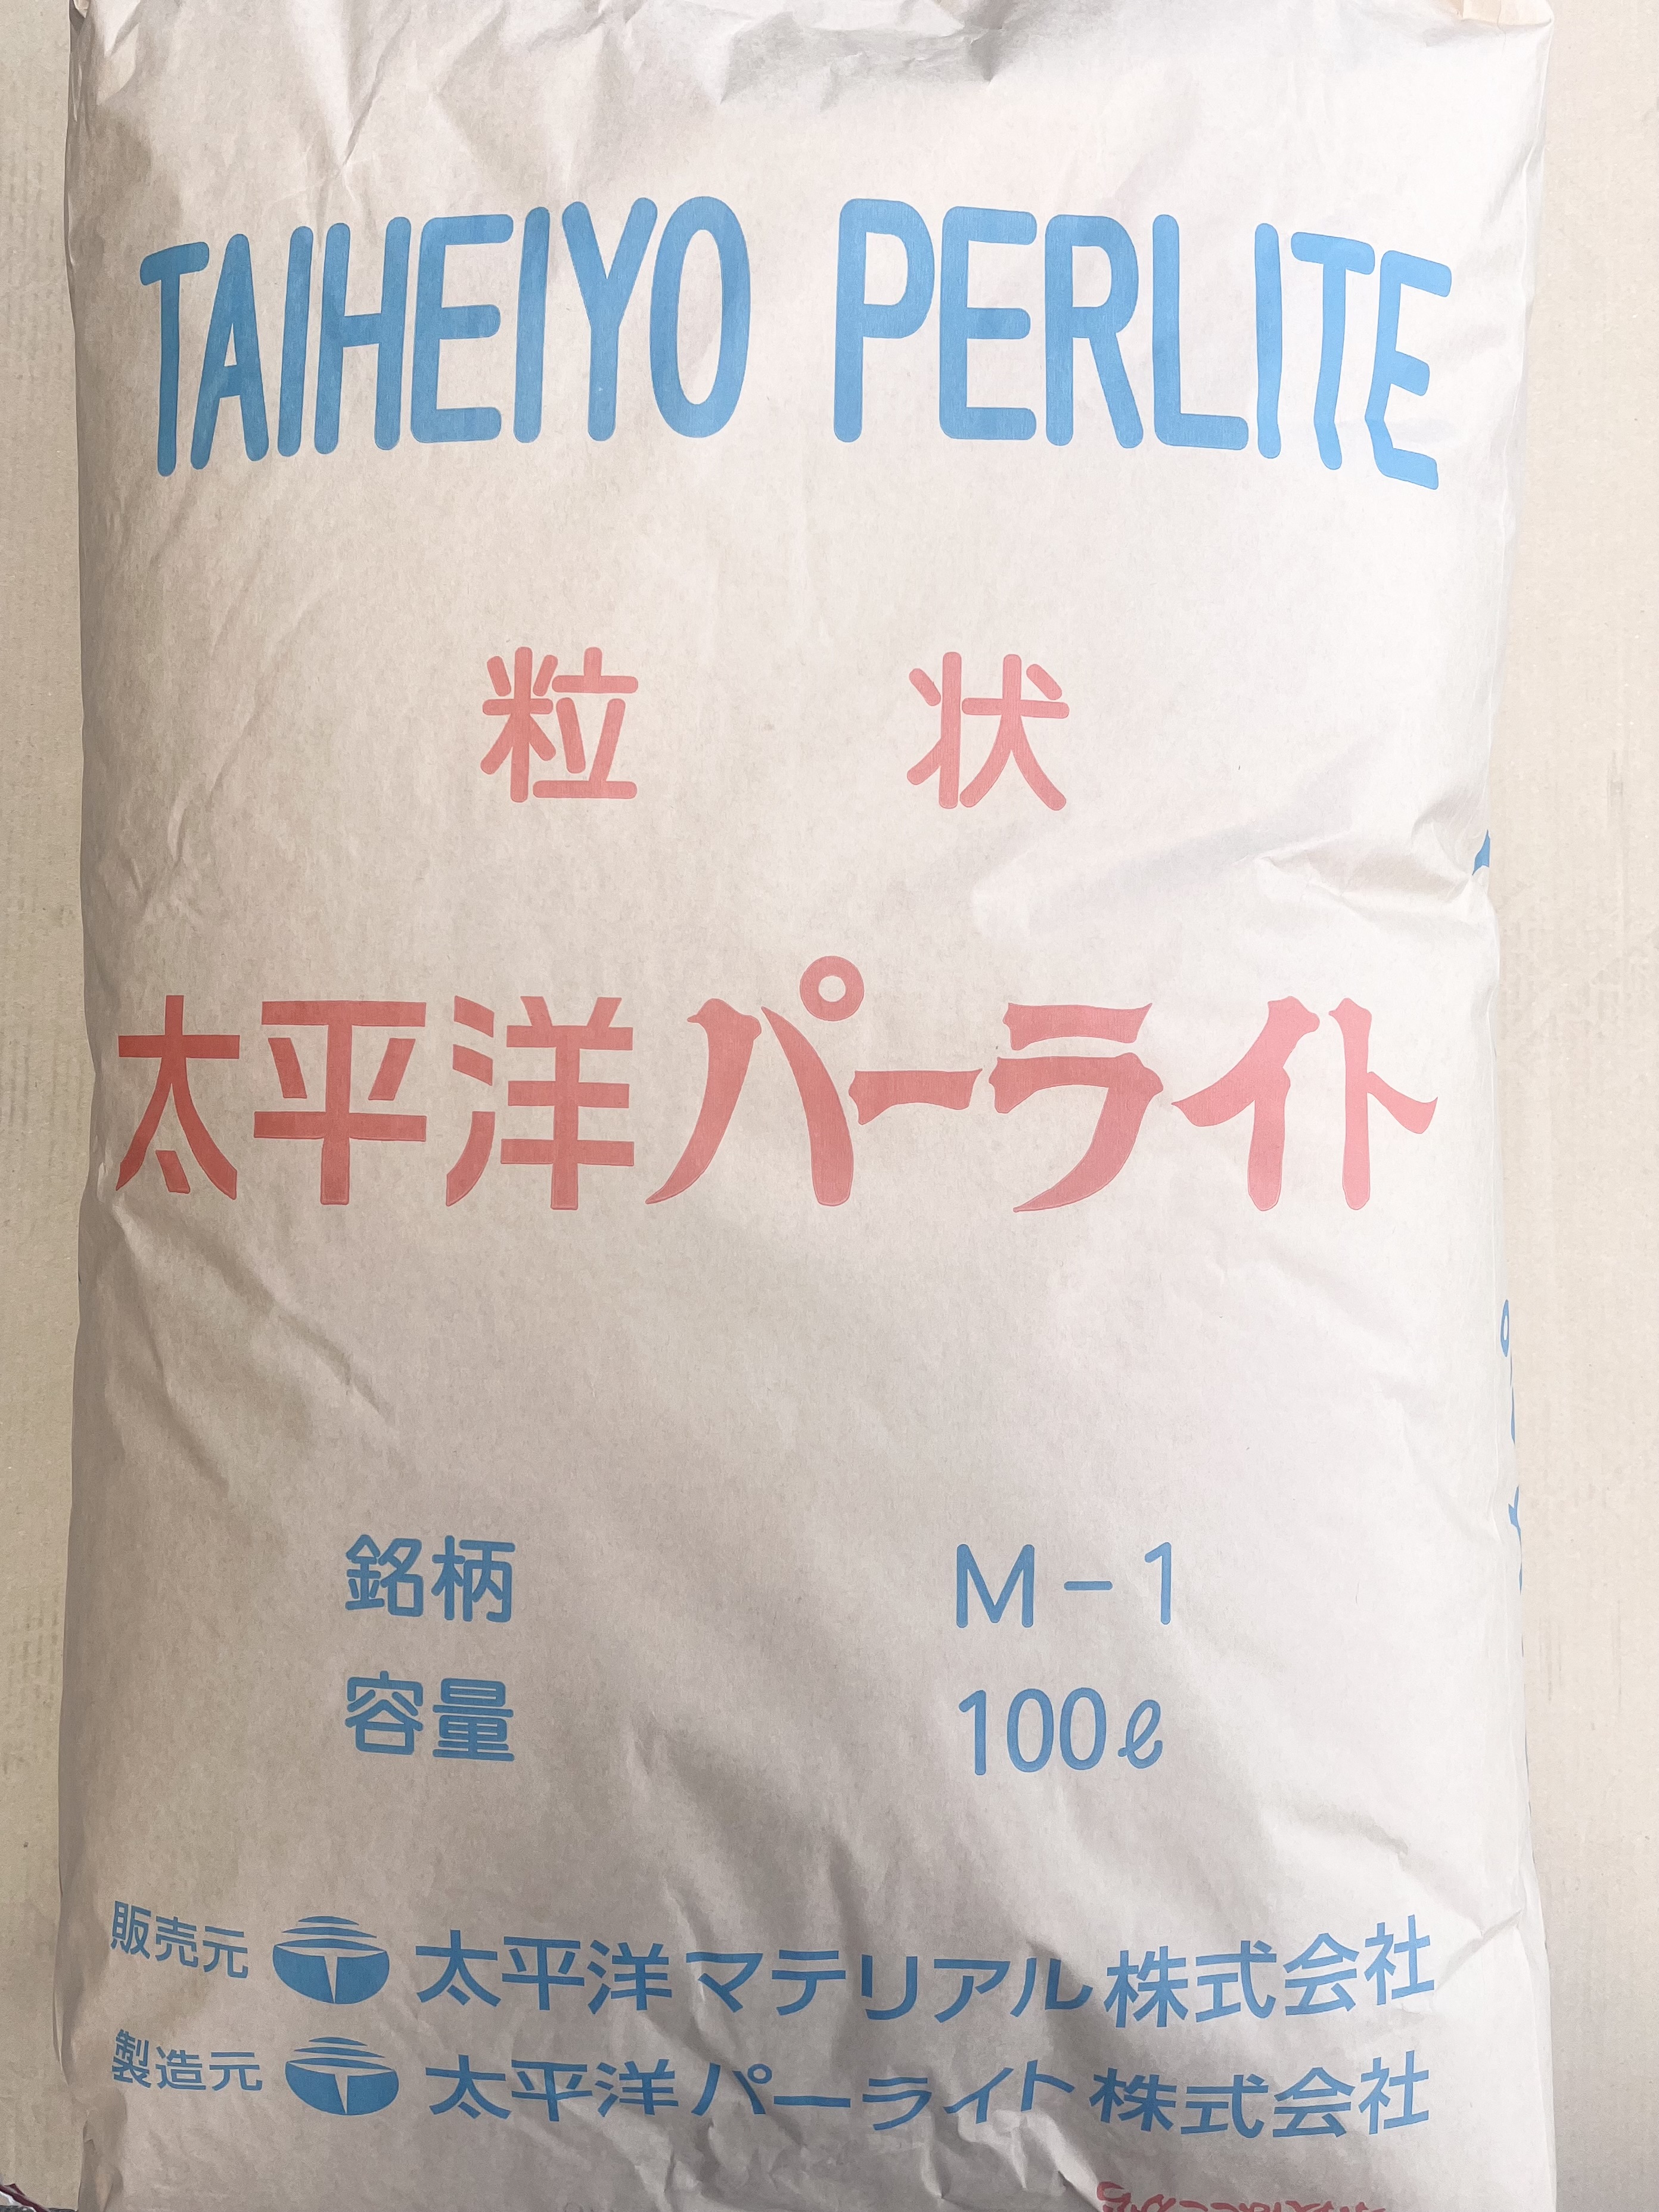 TAIHEIYO PERLITE
粒 状
太平洋パーライト
銘柄 M－1
容量 100ℓ
販売元 太平洋マテリアル株式会社
製造元 太平洋パーライト株式会社